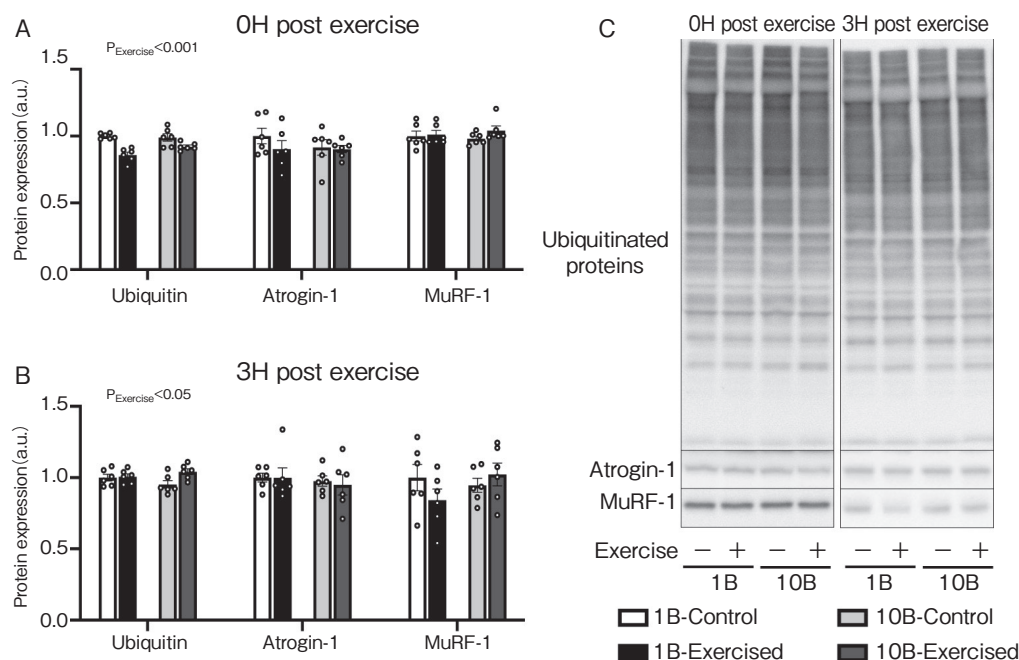 A
0H post exercise
P Exercise<0.001
Protein expression(a.u.)
1.5
1.0
0.5
0.0
Ubiquitin Atrogin-1 MuRF-1
B
3H post exercise
P Exercise<0.05
Protein expression(a.u.)
1.5
1.0
0.5
0.0
Ubiquitin Atrogin-1 MuRF-1
C
0H post exercise 3H post exercise
Ubiquitinated
proteins
Atrogin-1
MuRF-1
Exercise − + − + − + − +
1B 10B 1B 10B
1B-Control 10B-Control
1B-Exercised 10B-Exercised